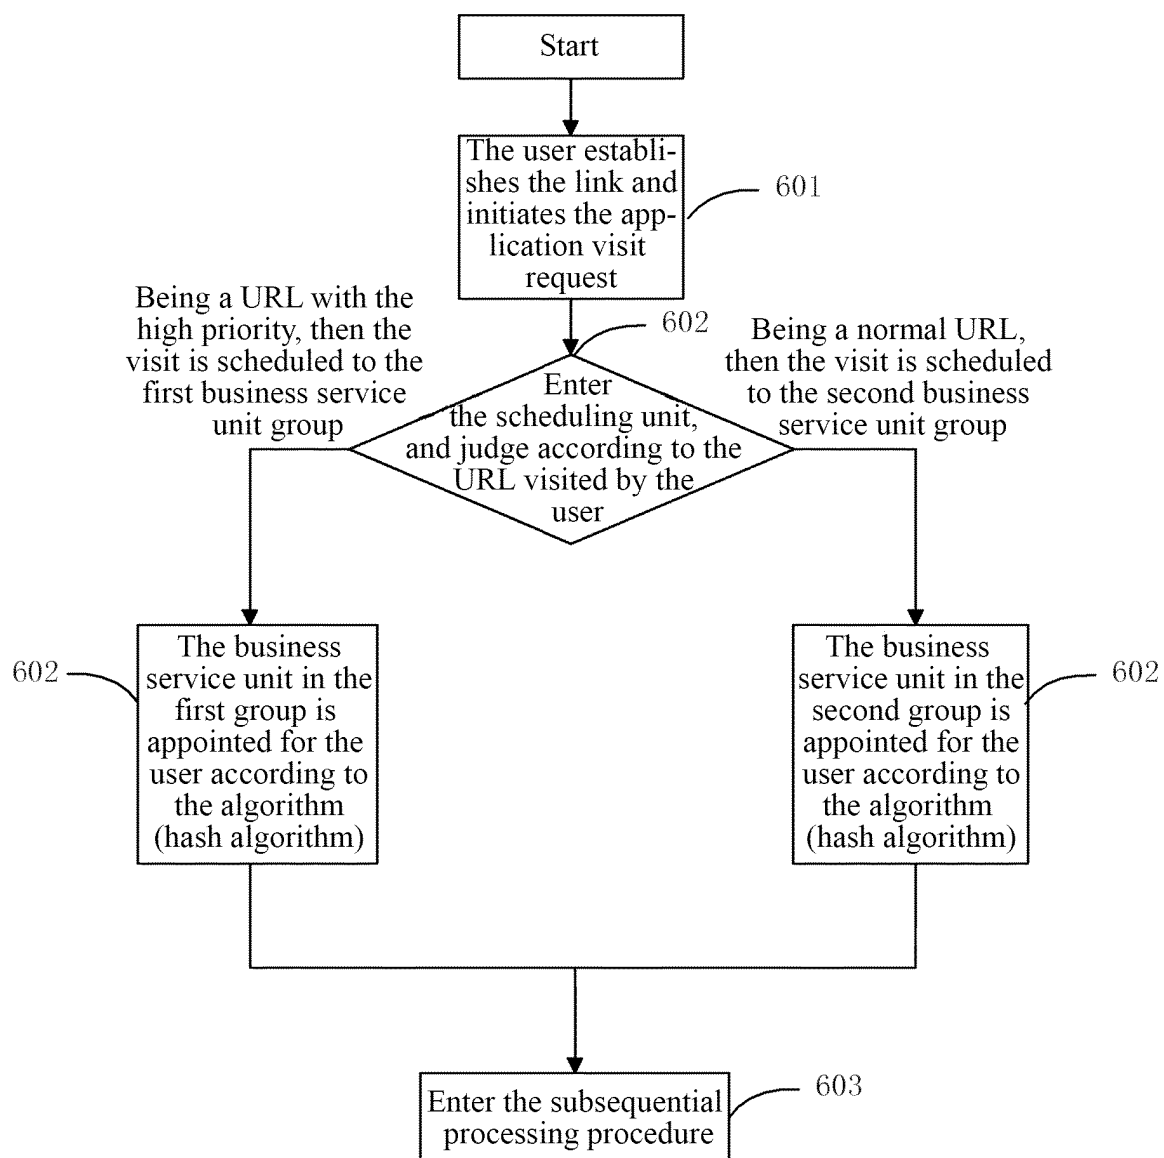 Start
The user establi-
shes the link and
initiates the app-
lication visit
request
601
Being a URL with the
high priority, then the
visit is scheduled to the
first business service
unit group
602
Being a normal URL,
then the visit is scheduled
to the second business
service unit group
Enter
the scheduling unit,
and judge according to the
URL visited by the
user
602
The business
service unit in the
first group is
appointed for the
user according to
the algorithm
(hash algorithm)
The business
service unit in the
second group is
appointed for the
user according to
the algorithm
(hash algorithm)
602
Enter the subsequential
processing procedure
603